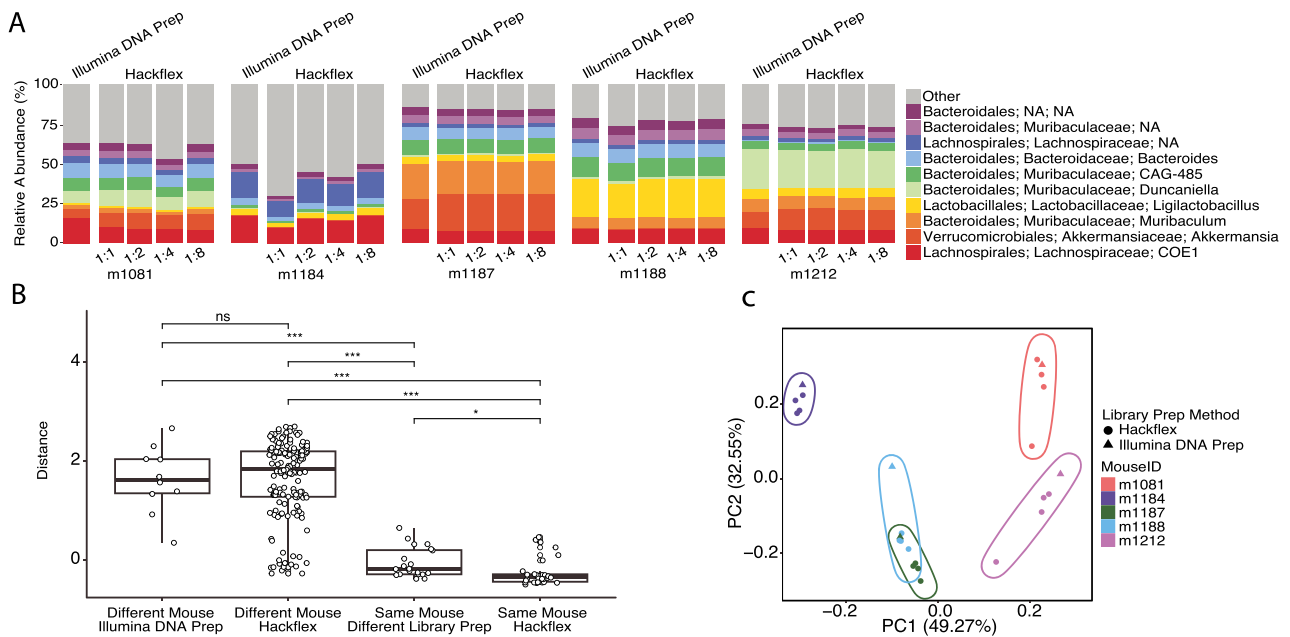 A
Illumina DNA Prep
Illumina DNA Prep
Illumina DNA Prep
Illumina DNA Prep
Illumina DNA Prep
Hackflex
Hackflex
Hackflex
Hackflex
Hackflex
Relative Abundance (%)
100
75
50
25
0
1:1 1:2 1:4 1:8
1:1 1:2 1:4 1:8
1:1 1:2 1:4 1:8
1:1 1:2 1:4 1:8
1:1 1:2 1:4 1:8
m1081
m1184
m1187
m1188
m1212
Other
Bacteroidales; NA; NA
Bacteroidales; Muribaculaceae; NA
Lachnospirales; Lachnospiraceae; NA
Bacteroidales; Bacteroidaceae; Bacteroides
Bacteroidales; Muribaculaceae; CAG-485
Bacteroidales; Muribaculaceae; Duncaniella
Lactobacillales; Lactobacillaceae; Ligilactobacillus
Bacteroidales; Muribaculaceae; Muribaculum
Verrucomicrobiales; Akkermansiaceae; Akkermansia
Lachnospirales; Lachnospiraceae; COE1
B
ns
***
***
***
***
*
Distance
4
2
0
Different Mouse
Illumina DNA Prep
Different Mouse
Hackflex
Same Mouse
Different Library Prep
Same Mouse
Hackflex
C
PC2 (32.55%)
0.2
0.0
−0.2
−0.2
0.0
0.2
PC1 (49.27%)
Library Prep Method
Hackflex
Illumina DNA Prep
MouseID
m1081
m1184
m1187
m1188
m1212